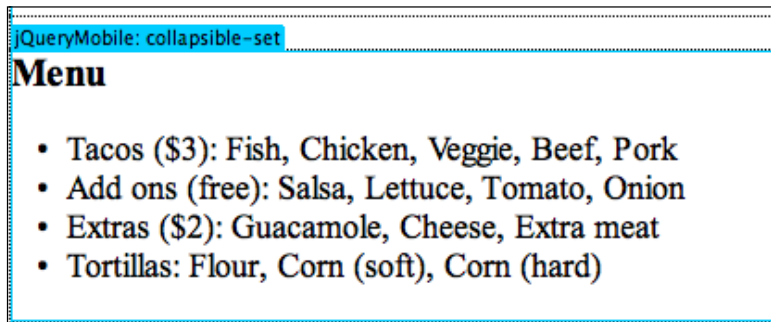 jQueryMobile: collapsible-set
Menu
• Tacos ($3): Fish, Chicken, Veggie, Beef, Pork
• Add ons (free): Salsa, Lettuce, Tomato, Onion
• Extras ($2): Guacamole, Cheese, Extra meat
• Tortillas: Flour, Corn (soft), Corn (hard)